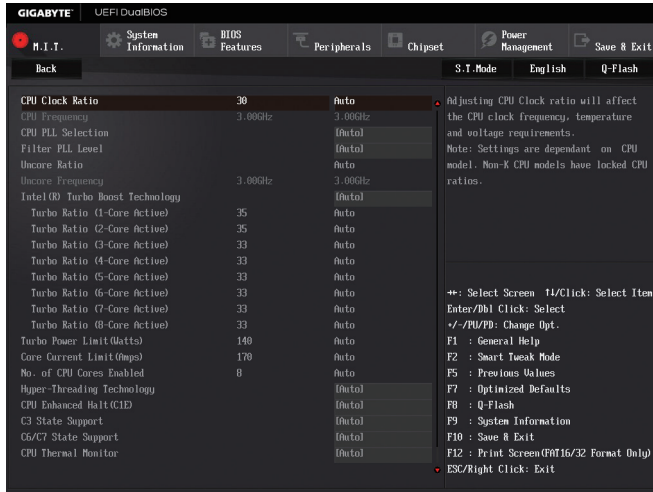 GIGABYTE™ UEFI DualBIOS
M.I.T. System Information BIOS Features Peripherals Chipset Power Management Save & Exit
Back S.T.Mode English Q-Flash
CPU Clock Ratio 30 Auto
CPU Frequency 3.00GHz 3.00GHz
CPU PLL Selection [Auto]
Filter PLL Level [Auto]
Uncore Ratio Auto
Uncore Frequency 3.00GHz 3.00GHz
Intel(R) Turbo Boost Technology [Auto]
Turbo Ratio (1-Core Active) 35 Auto
Turbo Ratio (2-Core Active) 35 Auto
Turbo Ratio (3-Core Active) 33 Auto
Turbo Ratio (4-Core Active) 33 Auto
Turbo Ratio (5-Core Active) 33 Auto
Turbo Ratio (6-Core Active) 33 Auto
Turbo Ratio (7-Core Active) 33 Auto
Turbo Ratio (8-Core Active) 33 Auto
Turbo Power Limit(Watts) 140 Auto
Core Current Limit(Amps) 170 Auto
No. of CPU Cores Enabled 8 Auto
Hyper-Threading Technology [Auto]
CPU Enhanced Halt(C1E) [Auto]
C3 State Support [Auto]
C6/C7 State Support [Auto]
CPU Thermal Monitor [Auto]
Adjusting CPU Clock ratio will affect
the CPU clock frequency, temperature
and voltage requirements.
Note: Settings are dependant on CPU
model. Non-K CPU models have locked CPU
ratios.
→←: Select Screen ↑↓/Click: Select Item
Enter/Dbl Click: Select
+/-/PU/PD: Change Opt.
F1 : General Help
F2 : Smart Tweak Mode
F5 : Previous Values
F7 : Optimized Defaults
F8 : Q-Flash
F9 : System Information
F10 : Save & Exit
F12 : Print Screen(FAT16/32 Format Only)
ESC/Right Click: Exit